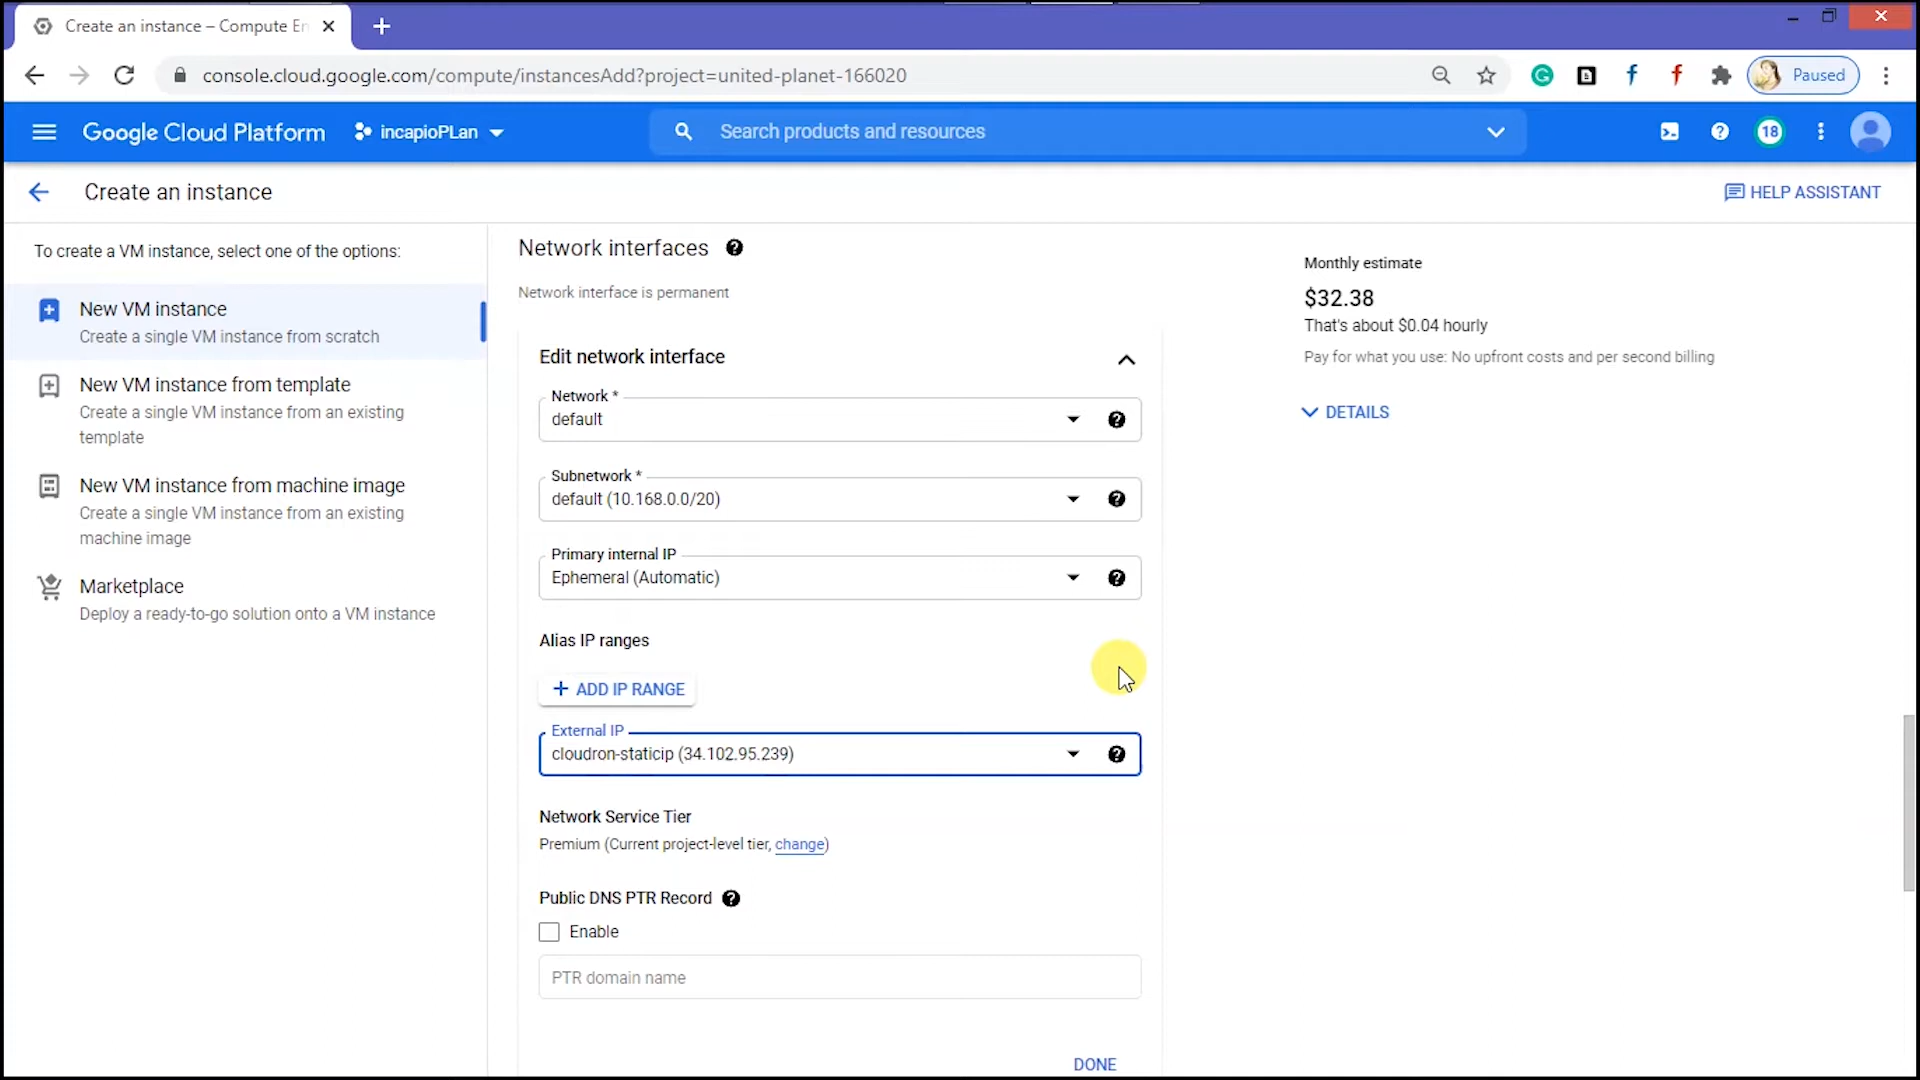 Create an instance – Compute En
console.cloud.google.com/compute/instancesAdd?project=united-planet-166020
Paused
Google Cloud Platform
incapioPLan
Search products and resources
18
Create an instance
HELP ASSISTANT
To create a VM instance, select one of the options:
New VM instance
Create a single VM instance from scratch
New VM instance from template
Create a single VM instance from an existing
template
New VM instance from machine image
Create a single VM instance from an existing
machine image
Marketplace
Deploy a ready-to-go solution onto a VM instance
Network interfaces
Network interface is permanent
Edit network interface
Network *
default
Subnetwork *
default (10.168.0.0/20)
Primary internal IP
Ephemeral (Automatic)
Alias IP ranges
+ ADD IP RANGE
External IP
cloudron-staticip (34.102.95.239)
Network Service Tier
Premium (Current project-level tier, change)
Public DNS PTR Record
Enable
PTR domain name
DONE
Monthly estimate
$32.38
That's about $0.04 hourly
Pay for what you use: No upfront costs and per second billing
DETAILS